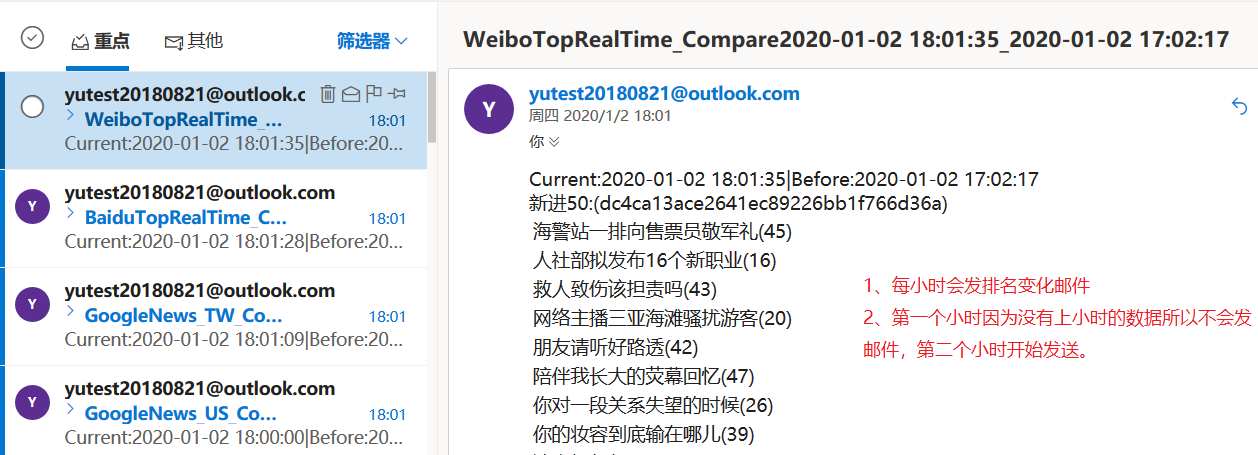 重点
其他
筛选器
yutest20180821@outlook.c
WeiboTopRealTime_...
18:01
Current:2020-01-02 18:01:35|Before:20...
Y
yutest20180821@outlook.com
BaiduTopRealTime_C...
18:01
Current:2020-01-02 18:01:28|Before:20...
Y
yutest20180821@outlook.com
GoogleNews_TW_Co...
18:01
Current:2020-01-02 18:01:09|Before:20...
Y
yutest20180821@outlook.com
GoogleNews_US_Co...
18:01
Current:2020-01-02 18:00:00|Before:20...
WeiboTopRealTime_Compare2020-01-02 18:01:35_2020-01-02 17:02:17
Y
yutest20180821@outlook.com
周四 2020/1/2 18:01
你
Current:2020-01-02 18:01:35|Before:2020-01-02 17:02:17
新进50:(dc4ca13ace2641ec89226bb1f766d36a)
海警站一排向售票员敬军礼(45)
人社部拟发布16个新职业(16)
救人致伤该担责吗(43)
网络主播三亚海滩骚扰游客(20)
朋友请听好路透(42)
陪伴我长大的荧幕回忆(47)
你对一段关系失望的时候(26)
你的妆容到底输在哪儿(39)
1、每小时会发排名变化邮件
2、第一个小时因为没有上小时的数据所以不会发
邮件，第二个小时开始发送。